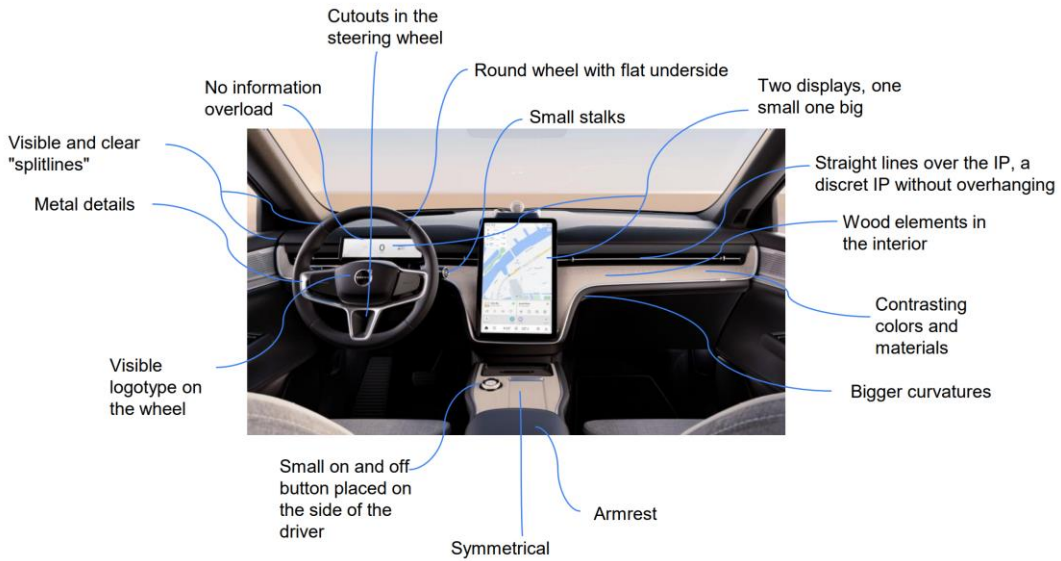 Cutouts in the
steering wheel
Round wheel with flat underside
No information
overload
Small stalks
Two displays, one
small one big
Visible and clear
"splitlines"
Straight lines over the IP, a
discret IP without overhanging
Metal details
Wood elements in
the interior
Contrasting
colors and
materials
Visible
logotype on
the wheel
Bigger curvatures
Small on and off
button placed on
the side of the
driver
Armrest
Symmetrical